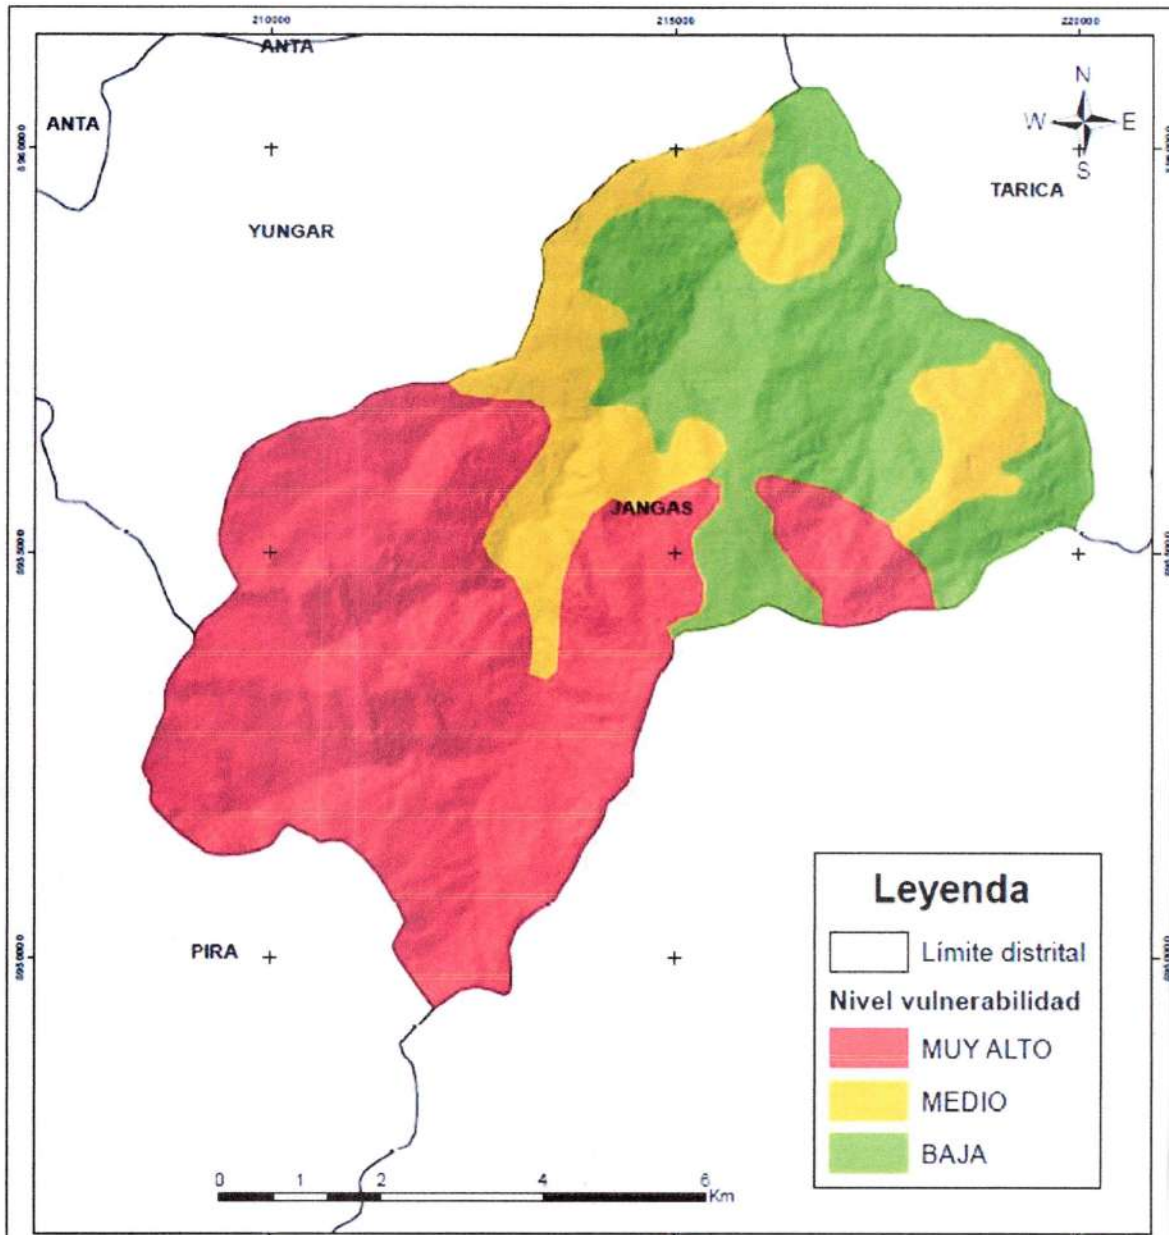 210000 215000 220000
ANTA
ANTA
N
W E
S
TARICA
YUNGAR
JANGAS
PIRA
Leyenda
Límite distrital
Nivel vulnerabilidad
MUY ALTO
MEDIO
BAJA
0 1 2 4 6
Km